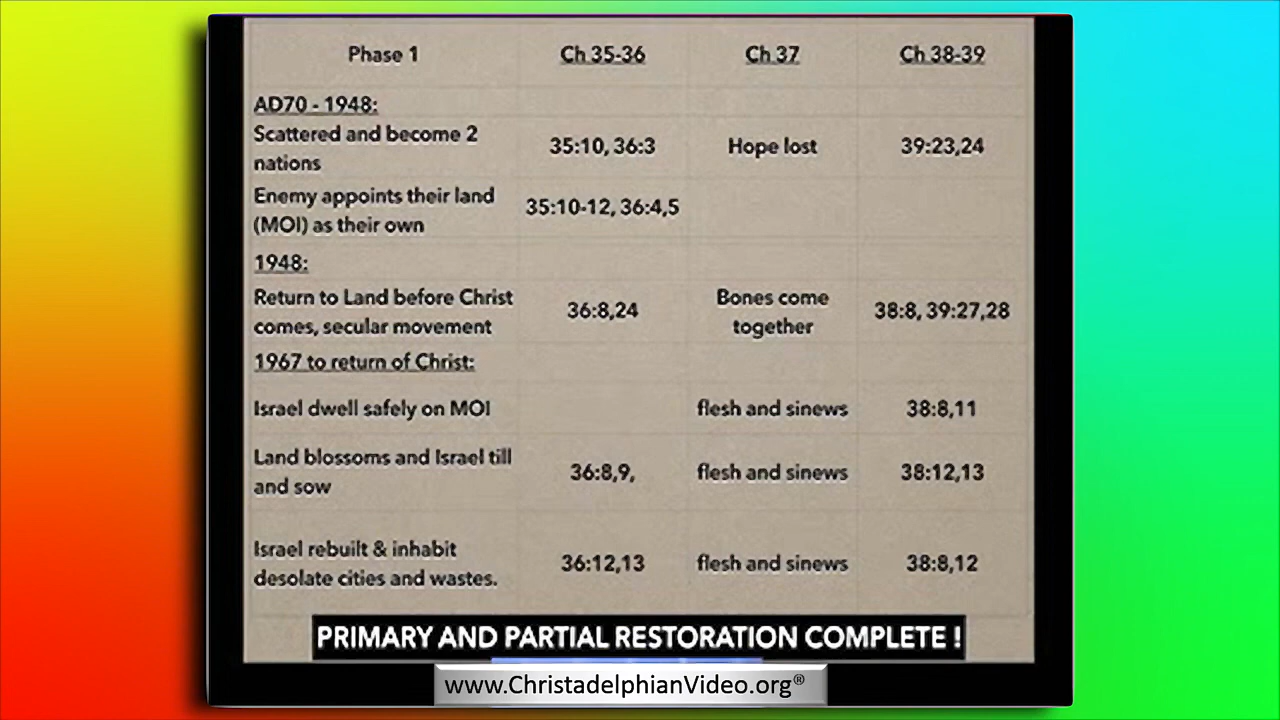 Phase 1 Ch 35-36 Ch 37 Ch 38-39
AD70 - 1948:
Scattered and become 2
nations
35:10, 36:3 Hope lost 39:23,24
Enemy appoints their land
(MOI) as their own
35:10-12, 36:4,5
1948:
Return to Land before Christ
comes, secular movement
36:8,24
Bones come
together
38:8, 39:27,28
1967 to return of Christ:
Israel dwell safely on MOI flesh and sinews 38:8,11
Land blossoms and Israel till
and sow
36:8,9, flesh and sinews 38:12,13
Israel rebuilt & inhabit
desolate cities and wastes.
36:12,13 flesh and sinews 38:8,12
PRIMARY AND PARTIAL RESTORATION COMPLETE !
www.ChristadelphianVideo.org®